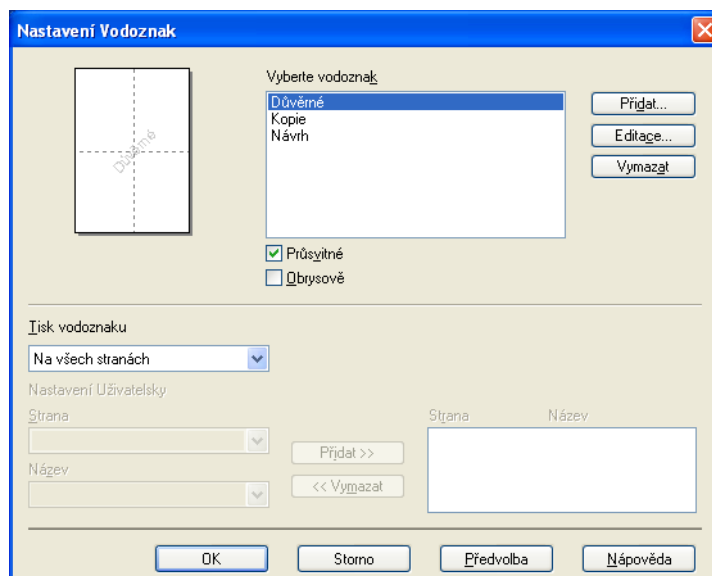 Nastavení Vodoznak
Vyberte vodoznak
Důvěrné
Důvěrné
Kopie
Návrh
Přidat...
Editace...
Vymazat
Průsvitné
Obrysově
Tisk vodoznaku
Na všech stranách
Nastavení Uživatelsky
Strana
Název
Přidat >>
<< Vymazat
Strana Název
OK Storno Předvolba Nápověda